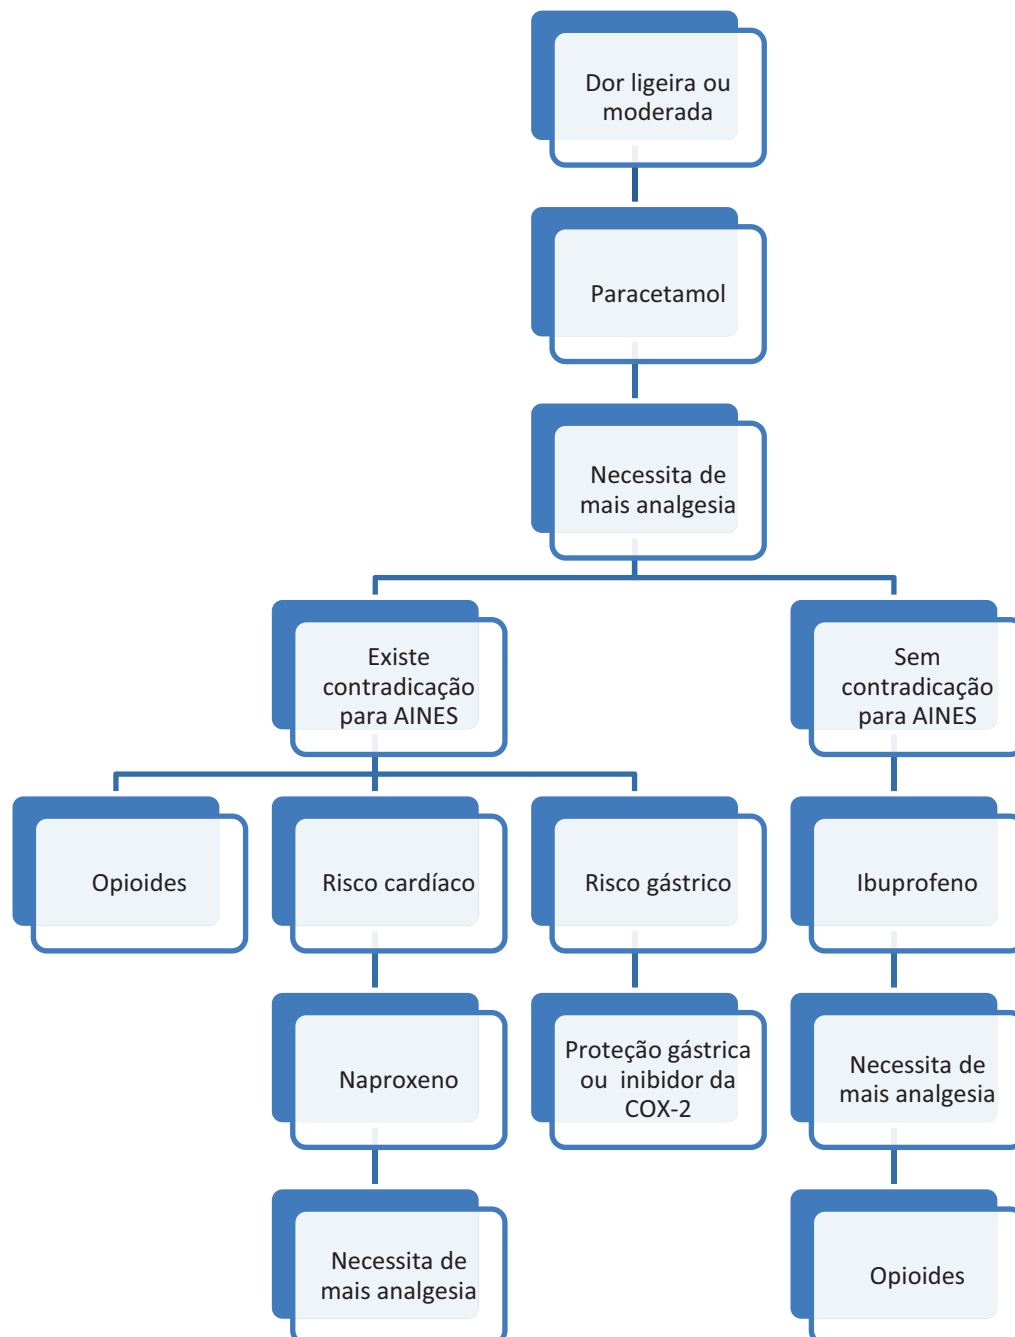 Dor ligeira ou
moderada
Paracetamol
Necessita de
mais analgesia
Existe
contradicação
para AINES
Sem
contradicação
para AINES
Opioides
Risco cardíaco
Risco gástrico
Ibuprofeno
Naproxeno
Proteção gástrica
ou inibidor da
COX-2
Necessita de
mais analgesia
Necessita de
mais analgesia
Opioides